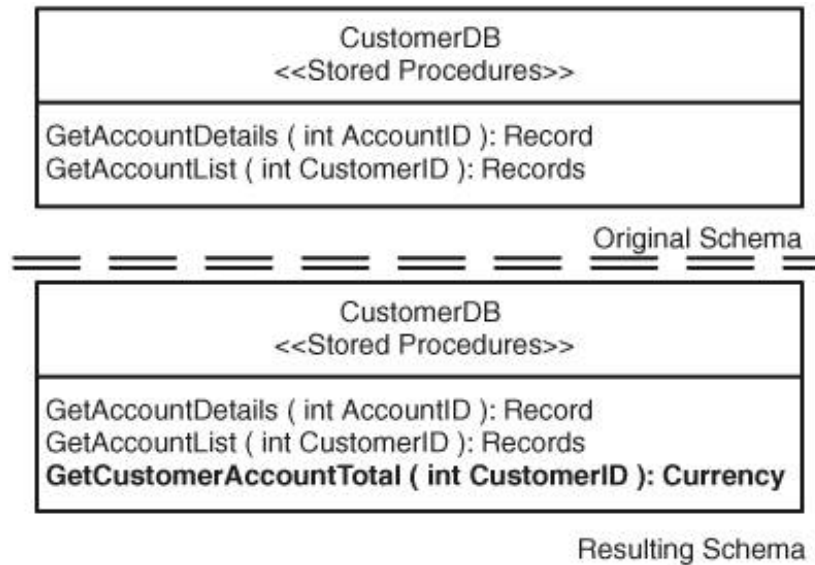 CustomerDB
<<Stored Procedures>>
GetAccountDetails ( int AccountID ): Record
GetAccountList ( int CustomerID ): Records
Original Schema
CustomerDB
<<Stored Procedures>>
GetAccountDetails ( int AccountID ): Record
GetAccountList ( int CustomerID ): Records
GetCustomerAccountTotal ( int CustomerID ): Currency
Resulting Schema